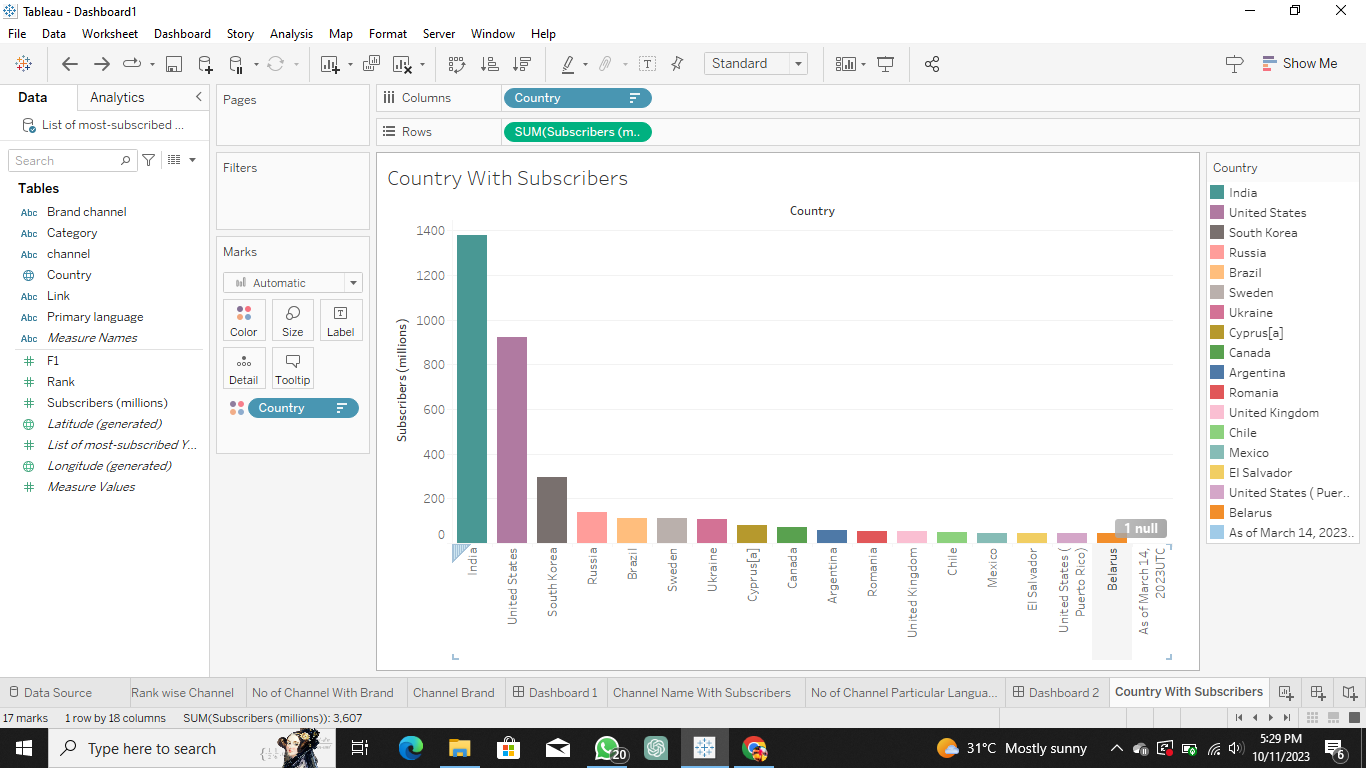 Tableau - Dashboard1
File Data Worksheet Dashboard Story Analysis Map Format Server Window Help
Standard
Show Me
Data Analytics
List of most-subscribed ...
Search
Tables
Abc Brand channel
Abc Category
Abc channel
Country
Abc Link
Abc Primary language
Abc Measure Names
F1
Rank
Subscribers (millions)
Latitude (generated)
List of most-subscribed Y...
Longitude (generated)
Measure Values
Pages
Filters
Marks
Automatic
Color Size Label
Detail Tooltip
Country
Columns Country
Rows SUM(Subscribers (m..
Country With Subscribers
Country
Subscribers (millions)
1400
1200
1000
800
600
400
200
0
1 null
India
United States
South Korea
Russia
Brazil
Sweden
Ukraine
Cyprus[a]
Canada
Argentina
Romania
United Kingdom
Chile
Mexico
El Salvador
United States (
Puerto Rico)
Belarus
As of March 14,
2023UTC,
Country
India
United States
South Korea
Russia
Brazil
Sweden
Ukraine
Cyprus[a]
Canada
Argentina
Romania
United Kingdom
Chile
Mexico
El Salvador
United States ( Puer..
Belarus
As of March 14, 2023..
Data Source Rank wise Channel No of Channel With Brand Channel Brand Dashboard 1 Channel Name With Subscribers No of Channel Particular Langua... Dashboard 2 Country With Subscribers
17 marks 1 row by 18 columns SUM(Subscribers (millions)): 3,607
Type here to search
20
31°C Mostly sunny
5:29 PM
10/11/2023
6